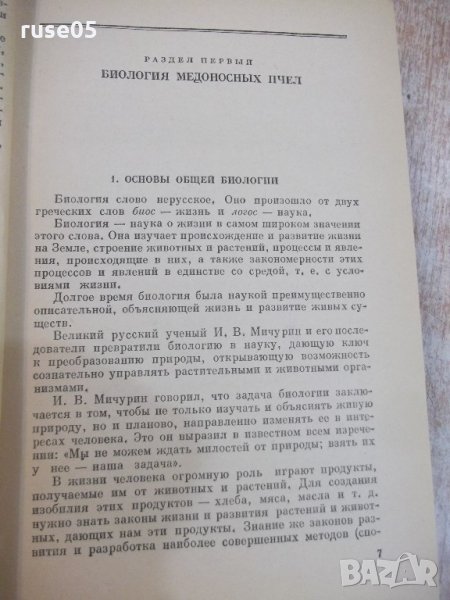 ruse05
РАЗДЕЛ ПЕРВЫЙ
БИОЛОГИЯ МЕДОНОСНЫХ ПЧЕЛ
1. ОСНОВЫ ОБЩЕЙ БИОЛОГИИ
Биология слово нерусское. Оно произошло от двух
греческих слов биос — жизнь и логос — наука.
Биология — наука о жизни в самом широком значении
этого слова. Она изучает происхождение и развитие жизни
на Земле, строение животных и растений, процессы и явле-
ния, происходящие в них, а также закономерности этих
процессов и явлений в единстве со средой, т. е. с усло-
виями жизни.
Долгое время биология была наукой преимущественно
описательной, объясняющей жизнь и развитие живых су-
ществ.
Великий русский ученый И. В. Мичурин и его после-
дователи превратили биологию в науку, дающую ключ
к преобразованию природы, открывающую возможность
сознательно управлять растительными и животными орга-
низмами.
И. В. Мичурин говорил, что задача биологии заклю-
чается в том, чтобы не только изучать и объяснять живую
природу, но и планово, направленно изменять ее в инте-
ресах человека. Это он выразил в известном всем изрече-
нии: «Мы не можем ждать милостей от природы; взять их
у нее — наша задача».
В жизни человека огромную роль играют продукты,
получаемые им от животных и растений. Для создания
изобилия этих продуктов — хлеба, мяса, масла и т. д.
нужно знать законы жизни и развития растений и живот-
ных, дающих нам эти продукты. Знание же законов раз-
вития и разработка наиболее совершенных методов (спо-
7
BAZAR.bg